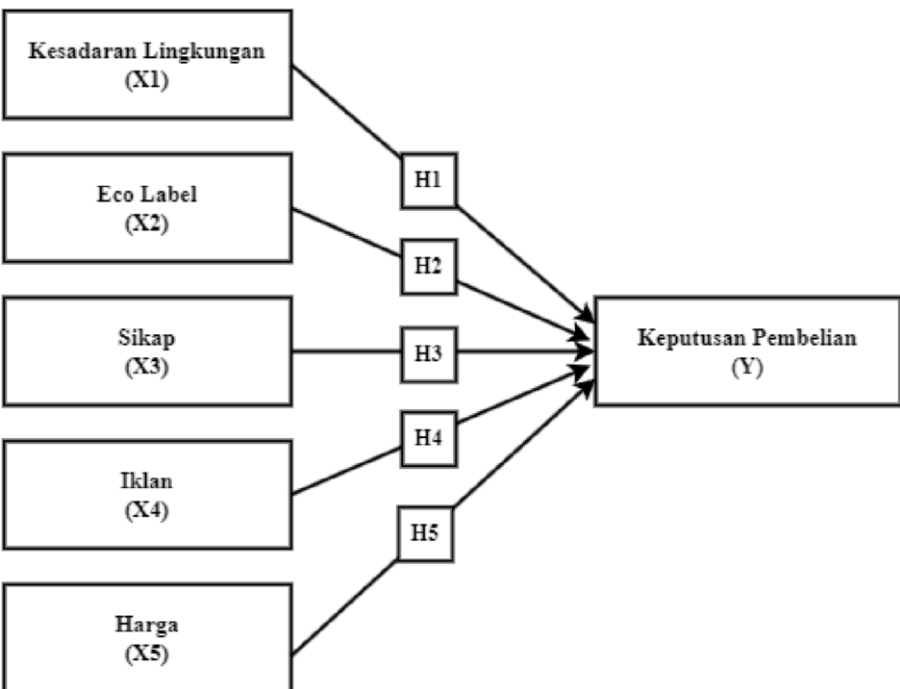 Kesadaran Lingkungan
(X1)
H1
Eco Label
(X2)
H2
Sikap
(X3)
H3
Keputusan Pembelian
(Y)
Iklan
(X4)
H4
Harga
(X5)
H5